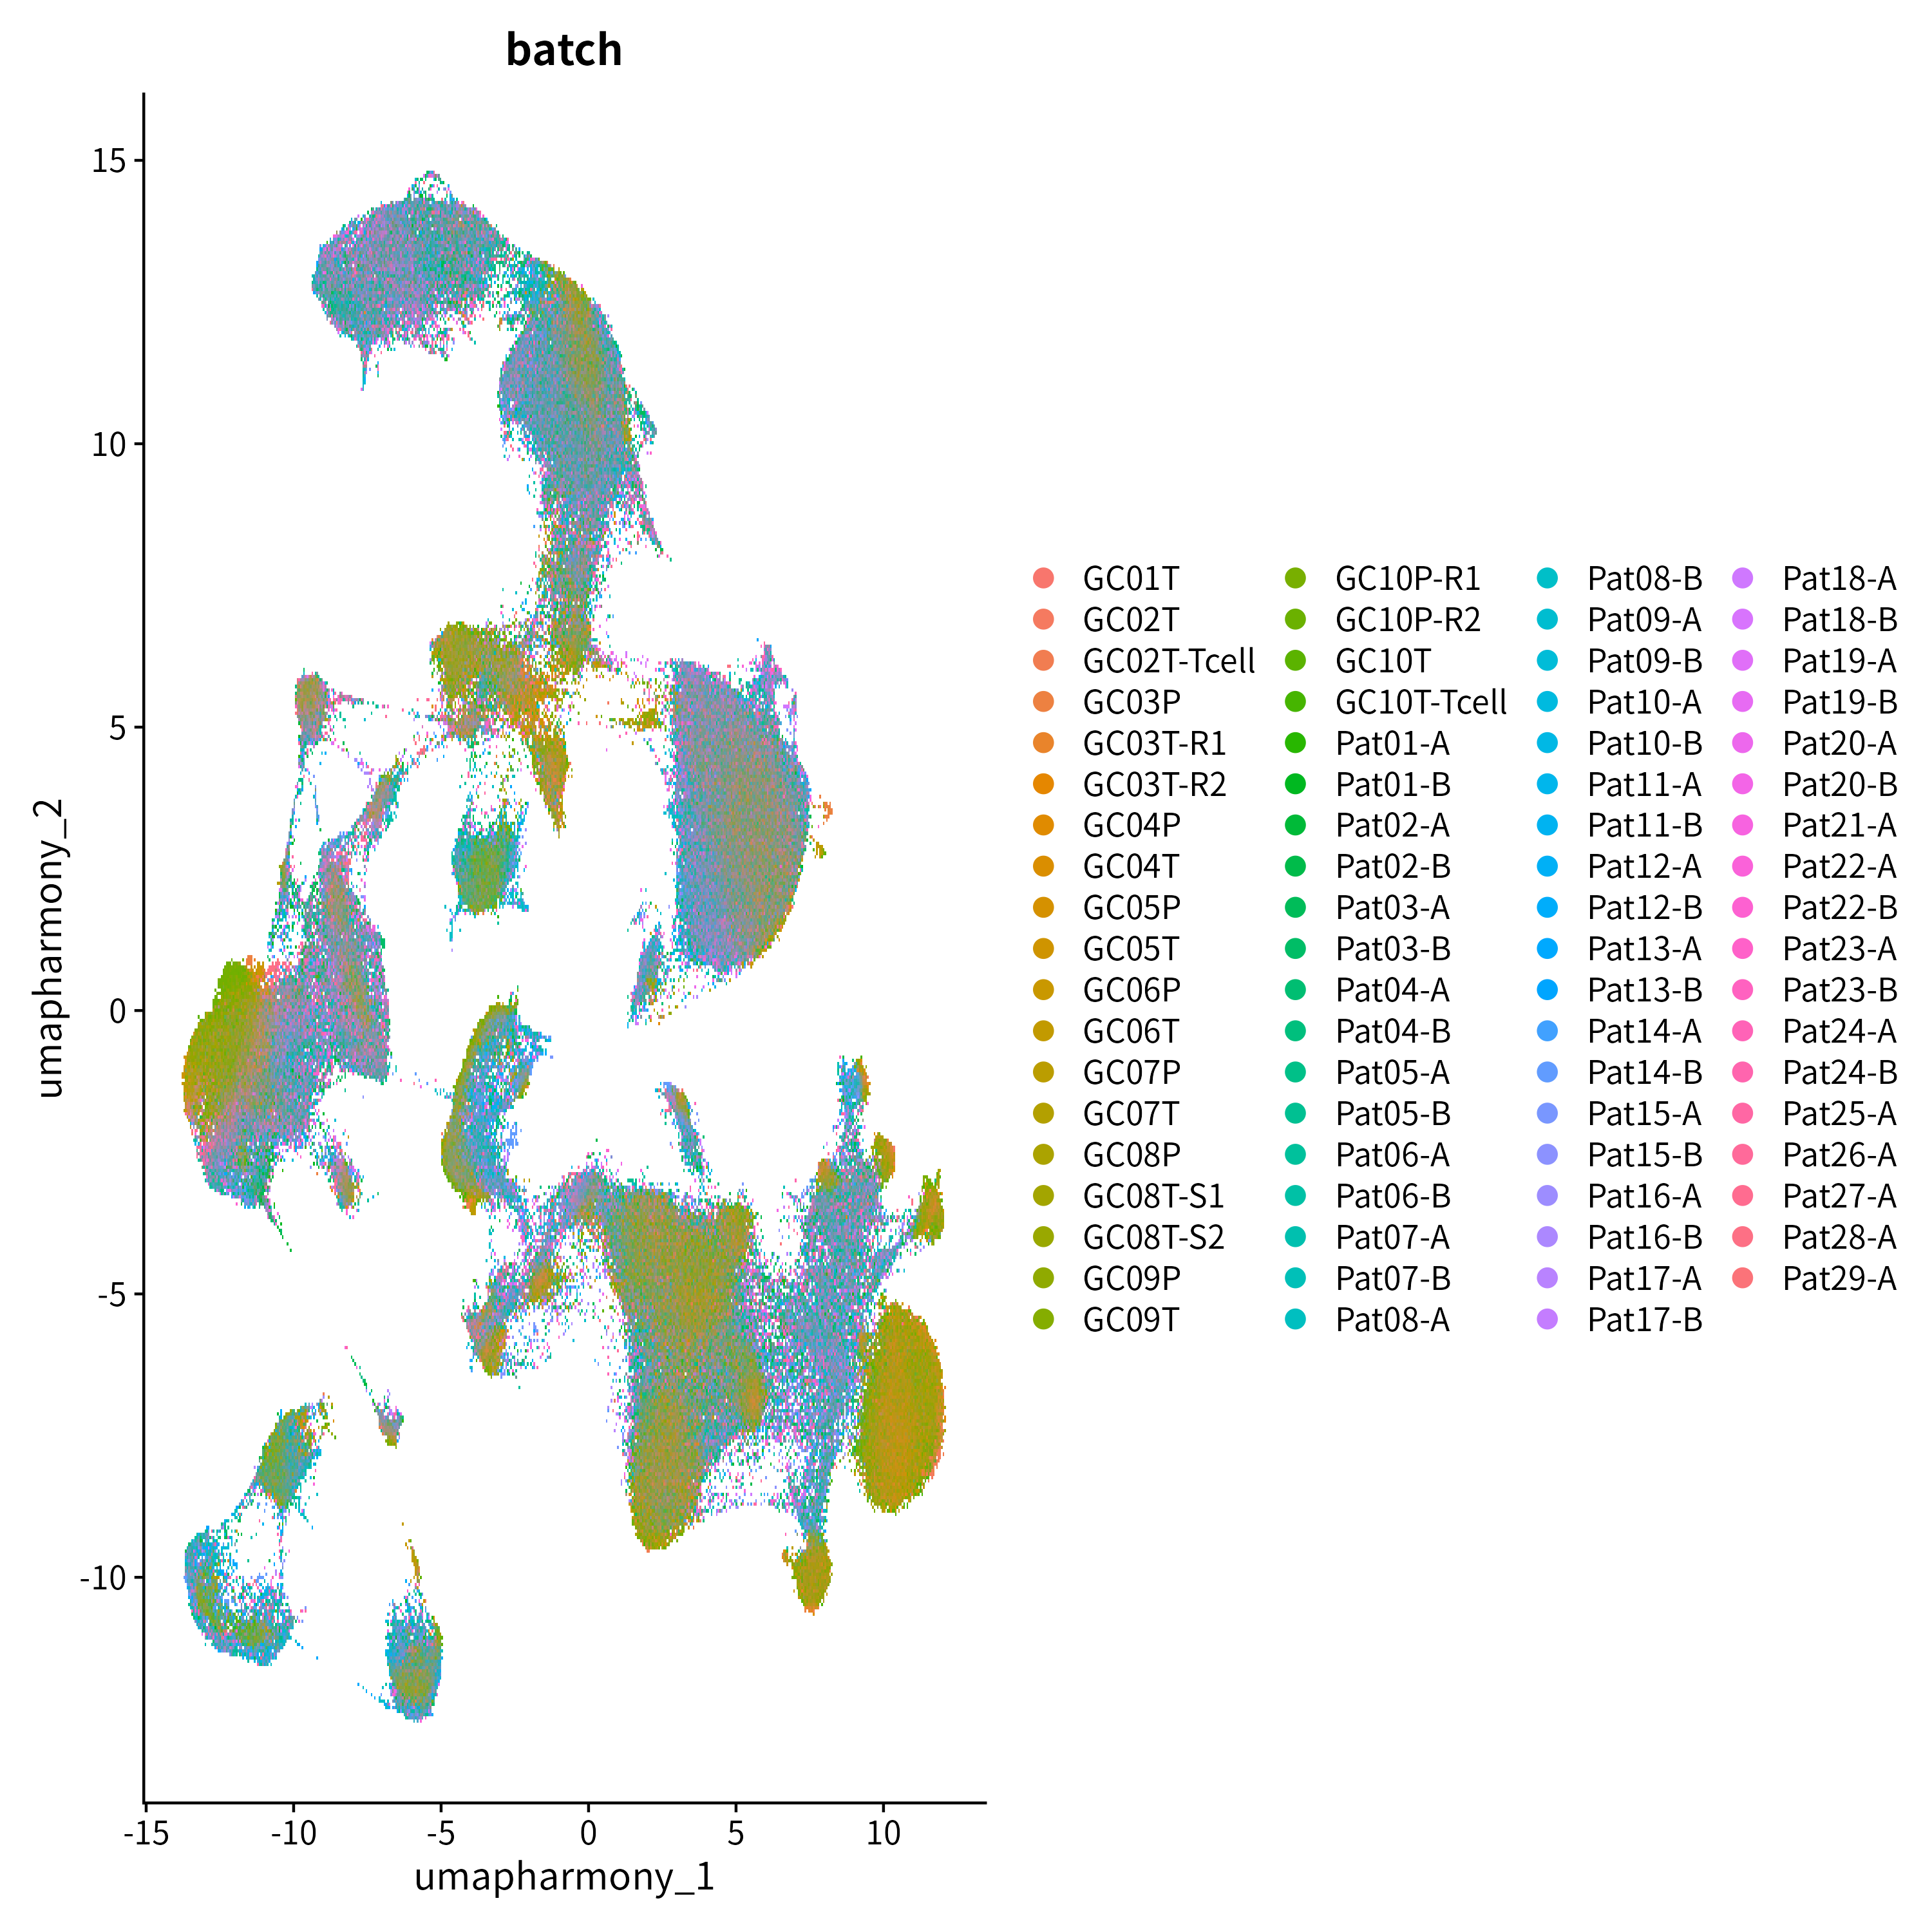 batch
15
10
5
0
-5
-10
umapharmony_2
-15
-10
-5
0
5
10
umapharmony_1
GC01T
GC02T
GC02T-Tcell
GC03P
GC03T-R1
GC03T-R2
GC04P
GC04T
GC05P
GC05T
GC06P
GC06T
GC07P
GC07T
GC08P
GC08T-S1
GC08T-S2
GC09P
GC09T
GC10P-R1
GC10P-R2
GC10T
GC10T-Tcell
Pat01-A
Pat01-B
Pat02-A
Pat02-B
Pat03-A
Pat03-B
Pat04-A
Pat04-B
Pat05-A
Pat05-B
Pat06-A
Pat06-B
Pat07-A
Pat07-B
Pat08-A
Pat08-B
Pat09-A
Pat09-B
Pat10-A
Pat10-B
Pat11-A
Pat11-B
Pat12-A
Pat12-B
Pat13-A
Pat13-B
Pat14-A
Pat14-B
Pat15-A
Pat15-B
Pat16-A
Pat16-B
Pat17-A
Pat17-B
Pat18-A
Pat18-B
Pat19-A
Pat19-B
Pat20-A
Pat20-B
Pat21-A
Pat22-A
Pat22-B
Pat23-A
Pat23-B
Pat24-A
Pat24-B
Pat25-A
Pat26-A
Pat27-A
Pat28-A
Pat29-A